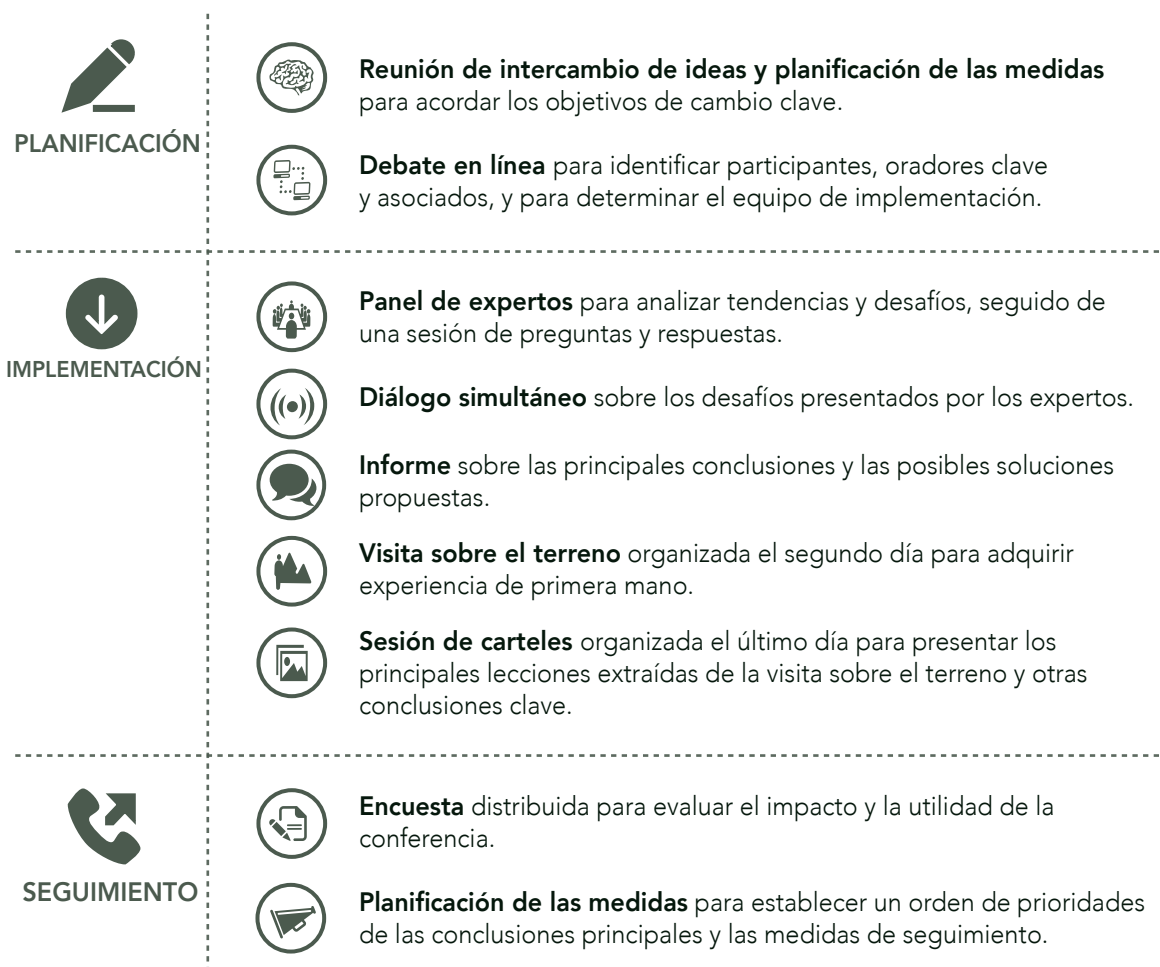 PLANIFICACIÓN
Reunión de intercambio de ideas y planificación de las medidas
para acordar los objetivos de cambio clave.
Debate en línea para identificar participantes, oradores clave
y asociados, y para determinar el equipo de implementación.
IMPLEMENTACIÓN
Panel de expertos para analizar tendencias y desafíos, seguido de
una sesión de preguntas y respuestas.
Diálogo simultáneo sobre los desafíos presentados por los expertos.
Informe sobre las principales conclusiones y las posibles soluciones
propuestas.
Visita sobre el terreno organizada el segundo día para adquirir
experiencia de primera mano.
Sesión de carteles organizada el último día para presentar los
principales lecciones extraídas de la visita sobre el terreno y otras
conclusiones clave.
SEGUIMIENTO
Encuesta distribuida para evaluar el impacto y la utilidad de la
conferencia.
Planificación de las medidas para establecer un orden de prioridades
de las conclusiones principales y las medidas de seguimiento.